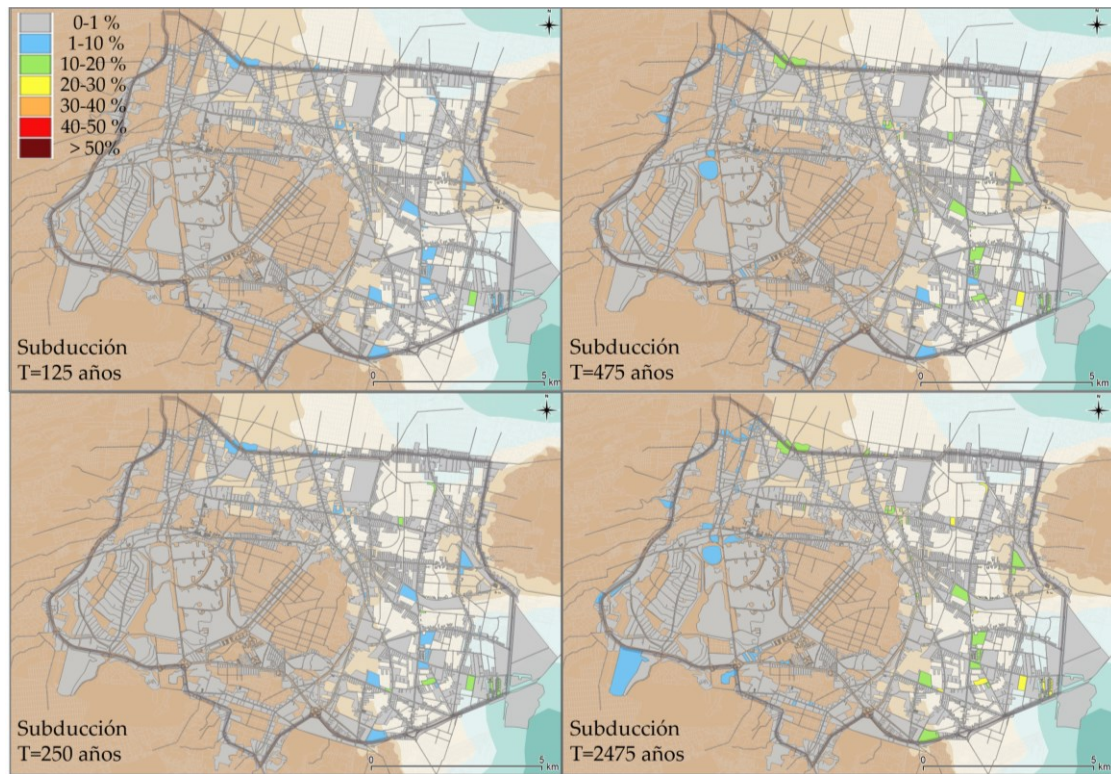 0-1 %
1-10 %
10-20 %
20-30 %
30-40 %
40-50 %
> 50%
N
Subducción
T=125 años
0 5
km
N
Subducción
T=475 años
0 5
km
N
Subducción
T=250 años
0 5
km
N
Subducción
T=2475 años
0 5
km